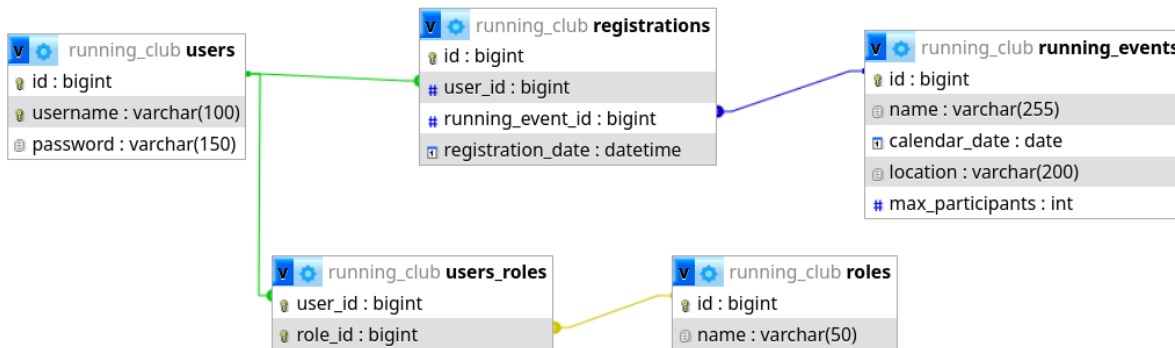 running_club users
id : bigint
username : varchar(100)
password : varchar(150)
running_club registrations
id : bigint
user_id : bigint
running_event_id : bigint
registration_date : datetime
running_club running_events
id : bigint
name : varchar(255)
calendar_date : date
location : varchar(200)
max_participants : int
running_club users_roles
user_id : bigint
role_id : bigint
running_club roles
id : bigint
name : varchar(50)